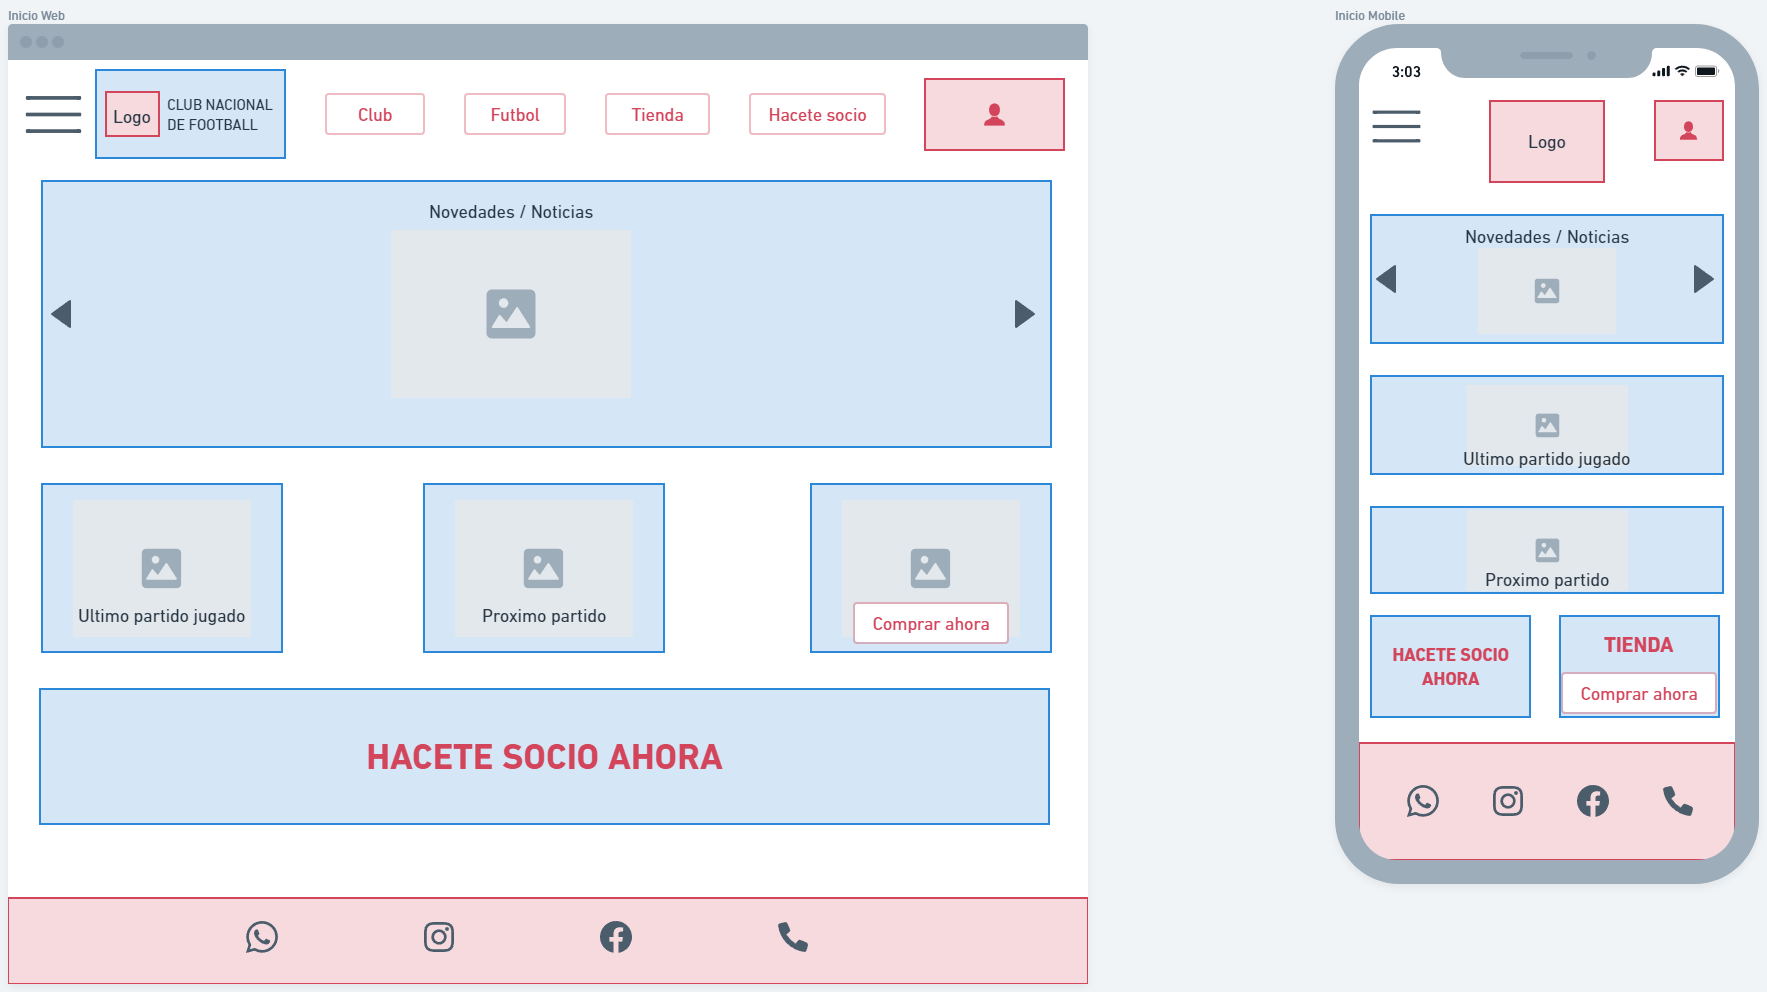 Inicio Web
Logo
CLUB NACIONAL
DE FOOTBALL
Club
Futbol
Tienda
Hacete socio
Novedades / Noticias
Ultimo partido jugado
Proximo partido
Comprar ahora
HACETE SOCIO AHORA
Inicio Mobile
3:03
Logo
Novedades / Noticias
Ultimo partido jugado
Proximo partido
HACETE SOCIO
AHORA
TIENDA
Comprar ahora